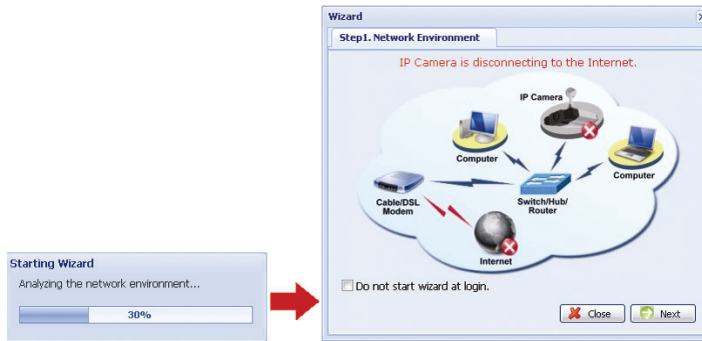 Starting Wizard
Analyzing the network environment...
30%
Wizard
Step1. Network Environment
IP Camera is disconnecting to the Internet.
IP Camera
Computer
Computer
Cable/DSL
Modem
Switch/Hub/
Router
Internet
Do not start wizard at login.
Close
Next